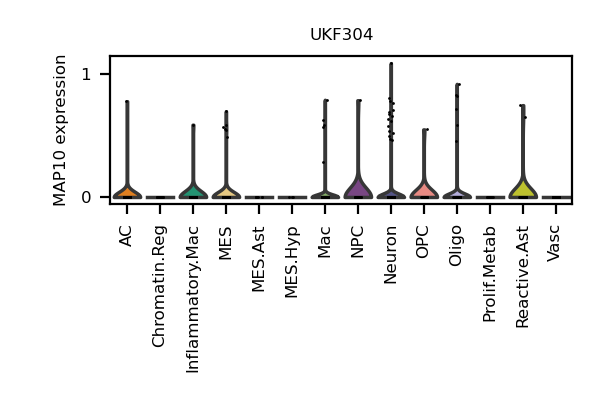 UKF304
MAP10 expression
1
0
AC
Chromatin.Reg
Inflammatory.Mac
MES
MES.Ast
MES.Hyp
Mac
NPC
Neuron
OPC
Oligo
Prolif.Metab
Reactive.Ast
Vasc